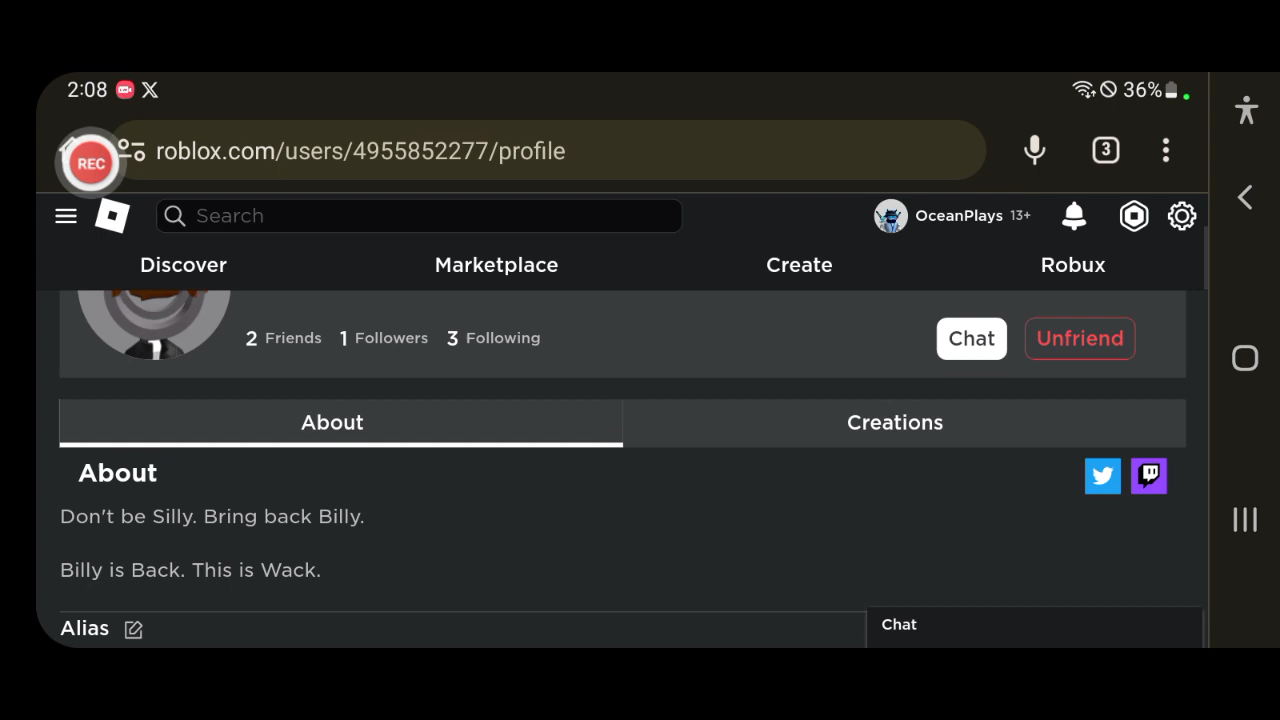 2:08 36%
REC roblox.com/users/4955852277/profile 3
Search OceanPlays 13+
Discover Marketplace Create Robux
2 Friends 1 Followers 3 Following Chat Unfriend
About Creations
About
Don't be Silly. Bring back Billy.
Billy is Back. This is Wack.
Alias
Chat